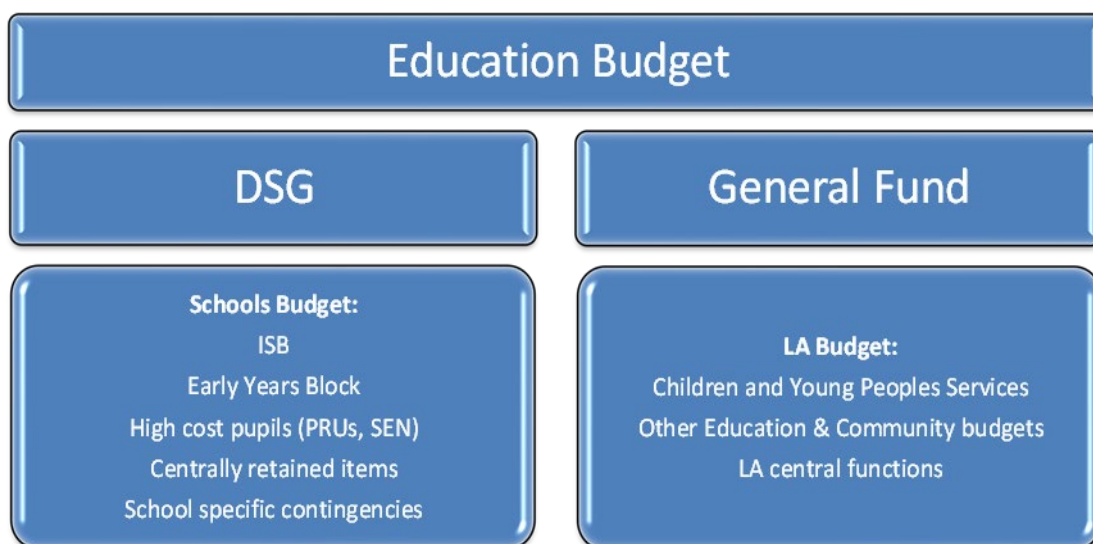 Education Budget
DSG
General Fund
Schools Budget:
ISB
Early Years Block
High cost pupils (PRUs, SEN)
Centrally retained items
School specific contingencies
LA Budget:
Children and Young Peoples Services
Other Education & Community budgets
LA central functions